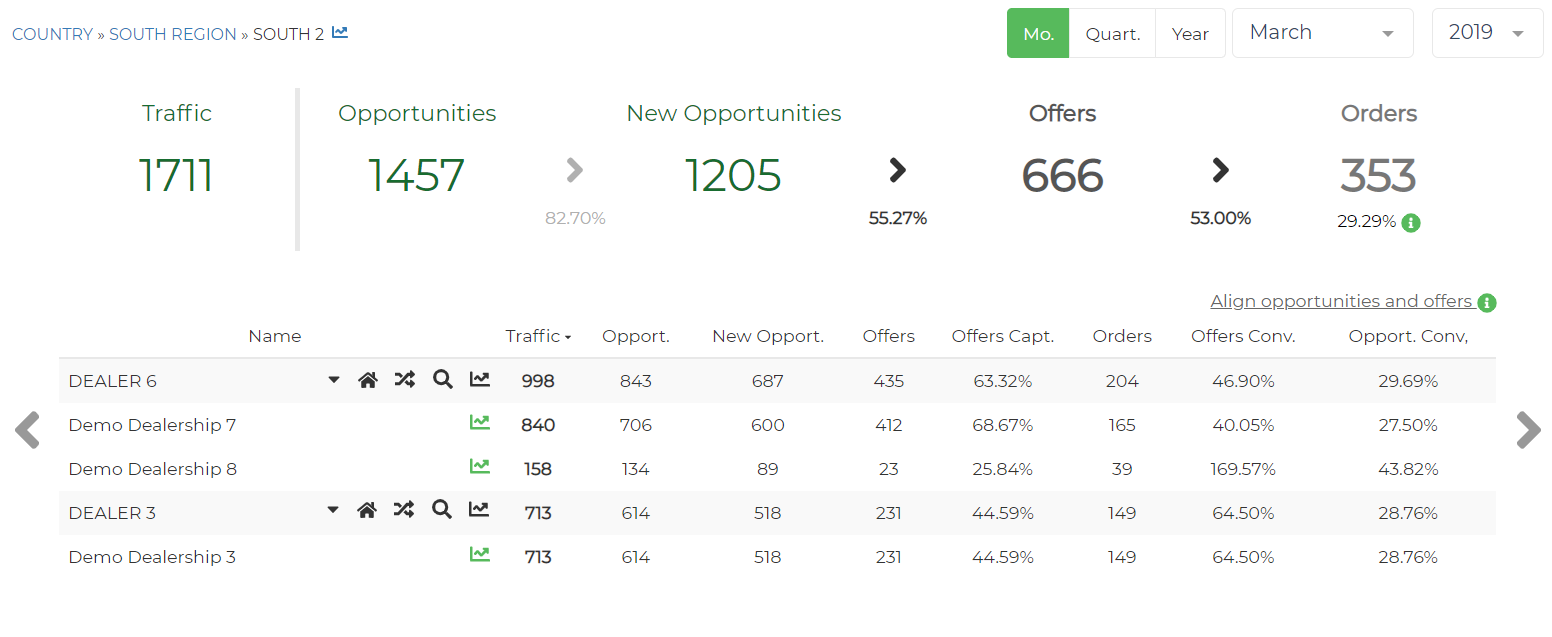 COUNTRY » SOUTH REGION » SOUTH 2 Mo. Quart. Year March 2019
Traffic Opportunities New Opportunities Offers Orders
1711 1457 1205 666 353
82.70% 55.27% 53.00% 29.29%
Align opportunities and offers
Name Traffic Opport. New Opport. Offers Offers Capt. Orders Offers Conv. Opport. Conv,
DEALER 6 998 843 687 435 63.32% 204 46.90% 29.69%
Demo Dealership 7 840 706 600 412 68.67% 165 40.05% 27.50%
Demo Dealership 8 158 134 89 23 25.84% 39 169.57% 43.82%
DEALER 3 713 614 518 231 44.59% 149 64.50% 28.76%
Demo Dealership 3 713 614 518 231 44.59% 149 64.50% 28.76%